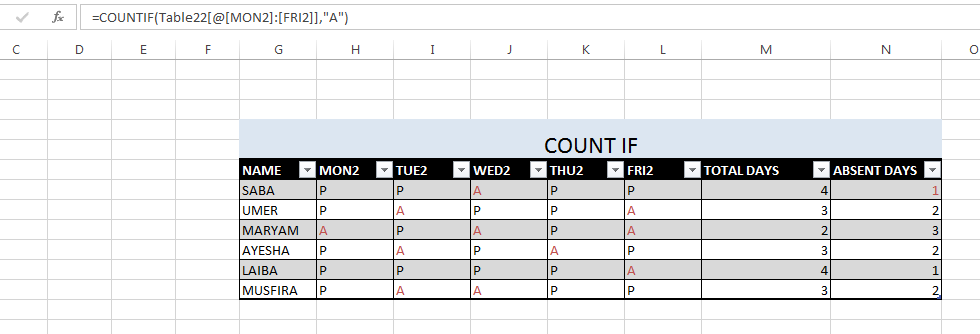 fx =COUNTIF(Table22[@[MON2]:[FRI2]],"A")
C D E F G H I J K L M N O
COUNT IF
NAME MON2 TUE2 WED2 THU2 FRI2 TOTAL DAYS ABSENT DAYS
SABA P P A P P 4 1
UMER P A P P A 3 2
MARYAM A P A P A 2 3
AYESHA P A P A P 3 2
LAIBA P P P P A 4 1
MUSFIRA P A A P P 3 2